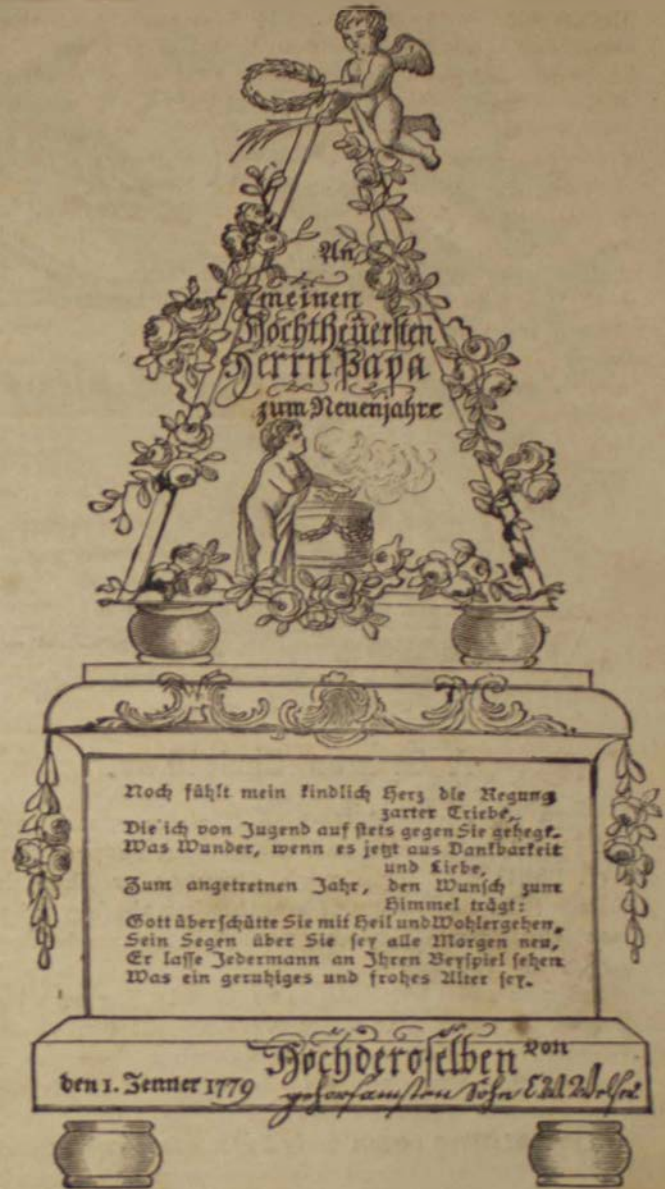 An
meinen
Hochtheuersten
Herrn Papa
zum Neuenjahre
Noch fühlt mein kindlich Herz die Regung
zarter Triebe,
Die ich von Jugend auf stets gegen Sie gehegt.
Was Wunder, wenn es jetzt aus Dankbarkeit
und Liebe,
Zum angetretnen Jahr, den Wunsch zum
Himmel trägt:
Gott überschütte Sie mit Heil und Wohlergehen,
Sein Segen über Sie sey alle Morgen neu,
Er lasse Jedermann an Ihren Beyspiel sehen
Was ein geruhiges und frohes Alter sey.
Hochderoselben von
den 1. Jenner 1779 gehorsamsten Sohn